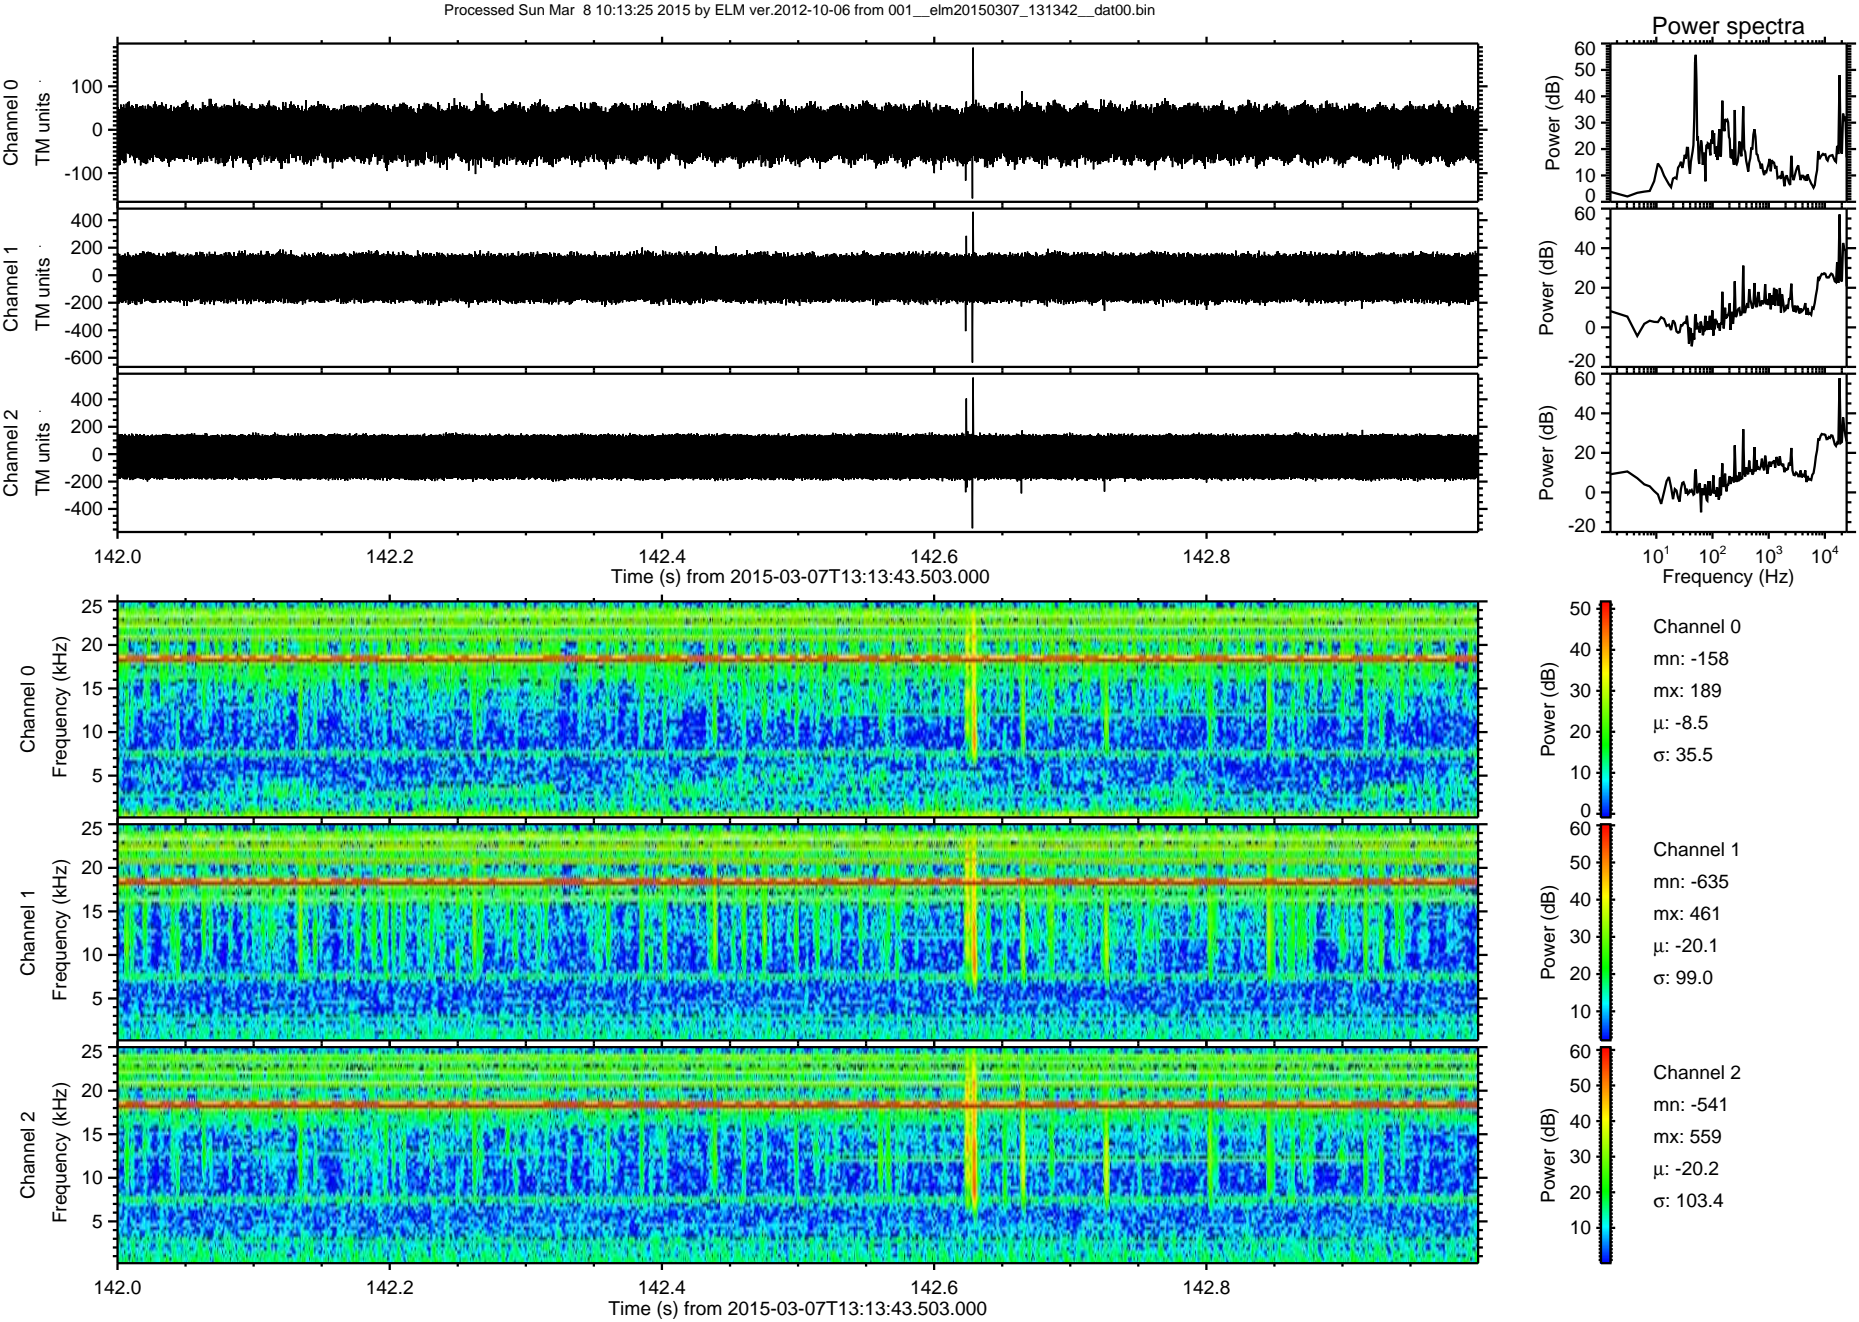 Processed Sun Mar  8 10:13:25 2015 by ELM ver.2012-10-06 from 001__elm20150307_131342__dat00.bin
Power spectra
Channel 0
TM units
100
0
-100
Power (dB)
60
50
40
30
20
10
0
Channel 1
TM units
400
200
0
-200
-400
-600
Power (dB)
60
40
20
0
-20
Channel 2
TM units
400
200
0
-200
-400
Power (dB)
60
40
20
0
-20
142.0 142.2 142.4 142.6 142.8
Time (s) from 2015-03-07T13:13:43.503.000
10¹ 10² 10³ 10⁴
Frequency (Hz)
Channel 0
Frequency (kHz)
25
20
15
10
5
Power (dB)
50
40
30
20
10
0
Channel 0
mn: -158
mx: 189
μ: -8.5
σ: 35.5
Channel 1
Frequency (kHz)
25
20
15
10
5
Power (dB)
60
50
40
30
20
10
Channel 1
mn: -635
mx: 461
μ: -20.1
σ: 99.0
Channel 2
Frequency (kHz)
25
20
15
10
5
Power (dB)
60
50
40
30
20
10
Channel 2
mn: -541
mx: 559
μ: -20.2
σ: 103.4
142.0 142.2 142.4 142.6 142.8
Time (s) from 2015-03-07T13:13:43.503.000